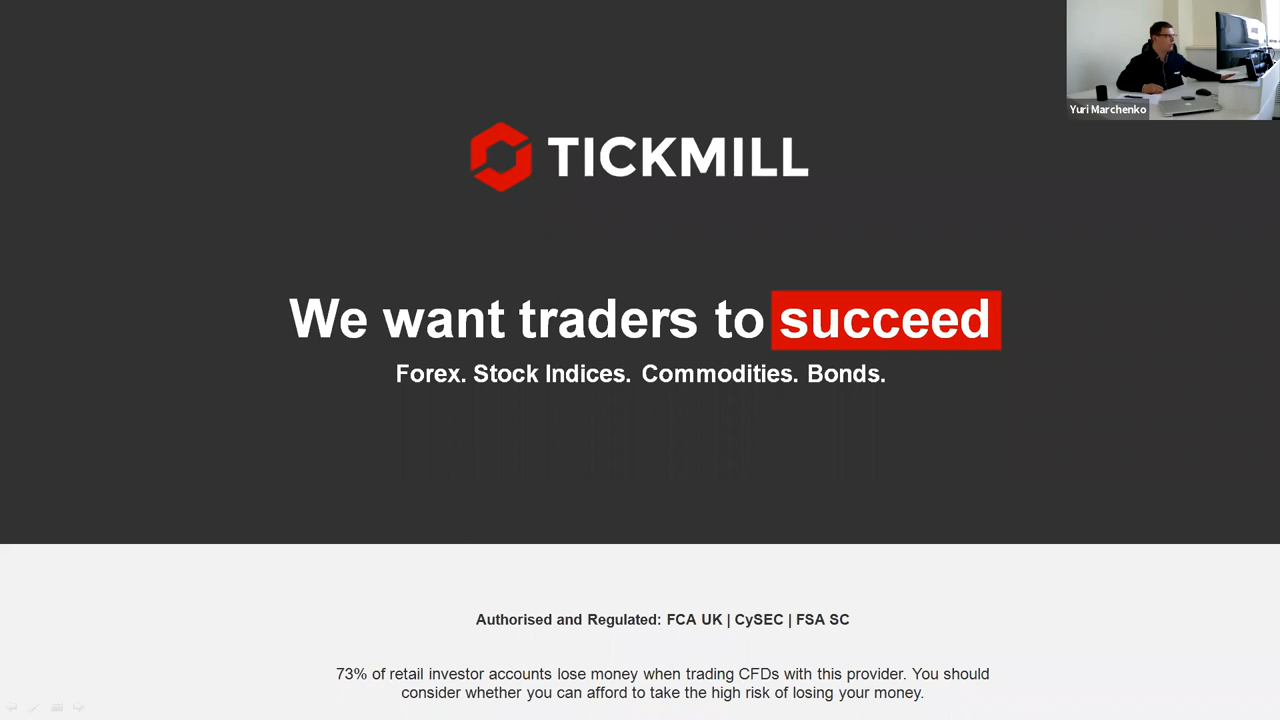 Yuri Marchenko
TICKMILL
We want traders to succeed
Forex. Stock Indices. Commodities. Bonds.
Authorised and Regulated: FCA UK | CySEC | FSA SC
73% of retail investor accounts lose money when trading CFDs with this provider. You should
consider whether you can afford to take the high risk of losing your money.